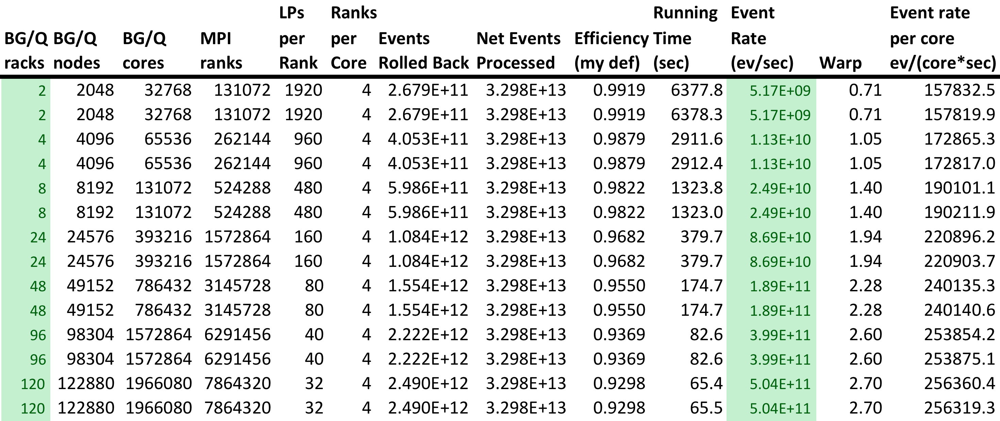 LPs Ranks Running Event Event rate
BG/Q BG/Q BG/Q MPI per per Events Net Events Efficiency Time Rate per core
racks nodes cores ranks Rank Core Rolled Back Processed (my def) (sec) (ev/sec) Warp ev/(core*sec)
2 2048 32768 131072 1920 4 2.679E+11 3.298E+13 0.9919 6377.8 5.17E+09 0.71 157832.5
2 2048 32768 131072 1920 4 2.679E+11 3.298E+13 0.9919 6378.3 5.17E+09 0.71 157819.9
4 4096 65536 262144 960 4 4.053E+11 3.298E+13 0.9879 2911.6 1.13E+10 1.05 172865.3
4 4096 65536 262144 960 4 4.053E+11 3.298E+13 0.9879 2912.4 1.13E+10 1.05 172817.0
8 8192 131072 524288 480 4 5.986E+11 3.298E+13 0.9822 1323.8 2.49E+10 1.40 190101.1
8 8192 131072 524288 480 4 5.986E+11 3.298E+13 0.9822 1323.0 2.49E+10 1.40 190211.9
24 24576 393216 1572864 160 4 1.084E+12 3.298E+13 0.9682 379.7 8.69E+10 1.94 220896.2
24 24576 393216 1572864 160 4 1.084E+12 3.298E+13 0.9682 379.7 8.69E+10 1.94 220903.7
48 49152 786432 3145728 80 4 1.554E+12 3.298E+13 0.9550 174.7 1.89E+11 2.28 240135.3
48 49152 786432 3145728 80 4 1.554E+12 3.298E+13 0.9550 174.7 1.89E+11 2.28 240140.6
96 98304 1572864 6291456 40 4 2.222E+12 3.298E+13 0.9369 82.6 3.99E+11 2.60 253854.2
96 98304 1572864 6291456 40 4 2.222E+12 3.298E+13 0.9369 82.6 3.99E+11 2.60 253875.1
120 122880 1966080 7864320 32 4 2.490E+12 3.298E+13 0.9298 65.4 5.04E+11 2.70 256360.4
120 122880 1966080 7864320 32 4 2.490E+12 3.298E+13 0.9298 65.5 5.04E+11 2.70 256319.3